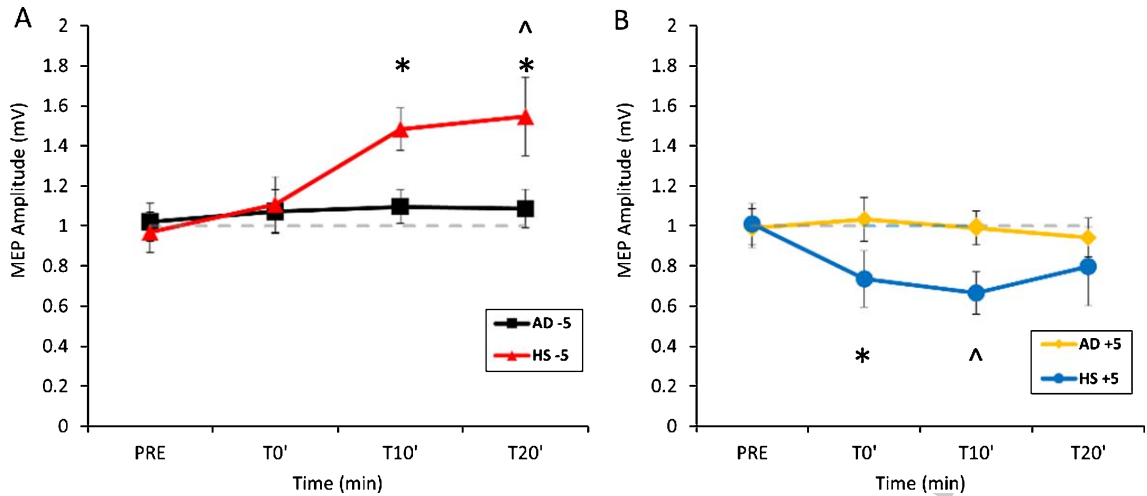 A
MEP Amplitude (mV)
2
1.8
1.6
1.4
1.2
1
0.8
0.6
0.4
0.2
0
^
* *
AD -5
HS -5
PRE T0' T10' T20'
Time (min)
B
MEP Amplitude (mV)
2
1.8
1.6
1.4
1.2
1
0.8
0.6
0.4
0.2
0
* ^
AD +5
HS +5
PRE T0' T10' T20'
Time (min)